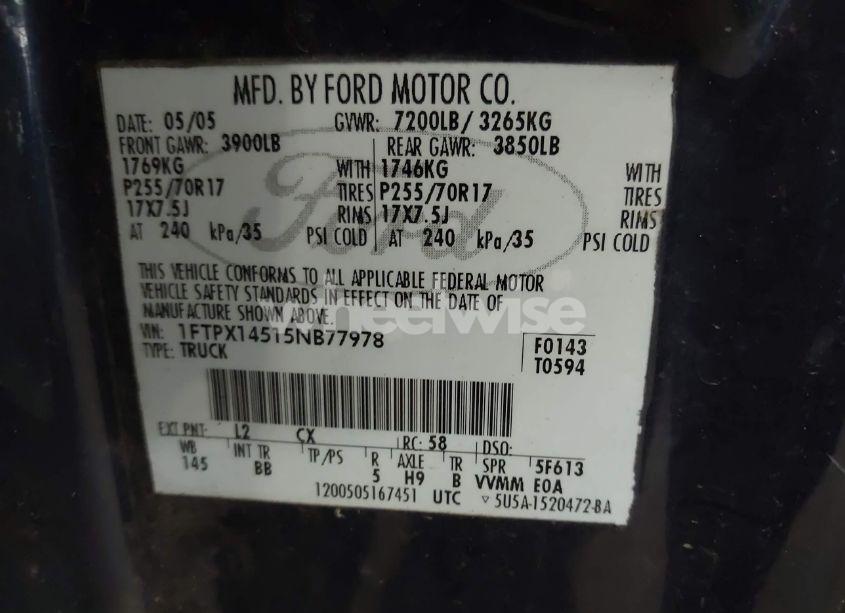 MFD. BY FORD MOTOR CO.
DATE: 05/05 GVWR: 7200LB/ 3265KG
FRONT GAWR: 3900LB REAR GAWR: 3850LB
1769KG WITH 1746KG WITH
P255/70R17 TIRES P255/70R17 TIRES
17X7.5J RIMS 17X7.5J RIMS
AT 240 kPa/35 PSI COLD AT 240 kPa/35 PSI COLD
Ford
THIS VEHICLE CONFORMS TO ALL APPLICABLE FEDERAL MOTOR
VEHICLE SAFETY STANDARDS IN EFFECT ON THE DATE OF
MANUFACTURE SHOWN ABOVE.
wheelwise
VIN: 1FTPX14515NB77978 F0143
TYPE: TRUCK T0594
EXT PNT: L2 CX RC: 58 DSO:
WB INT TR TP/PS R AXLE TR SPR 5F613
145 BB 5 H9 B VVMM EOA
1200505167451 UTC ▽ 5U5A-1520472-BA